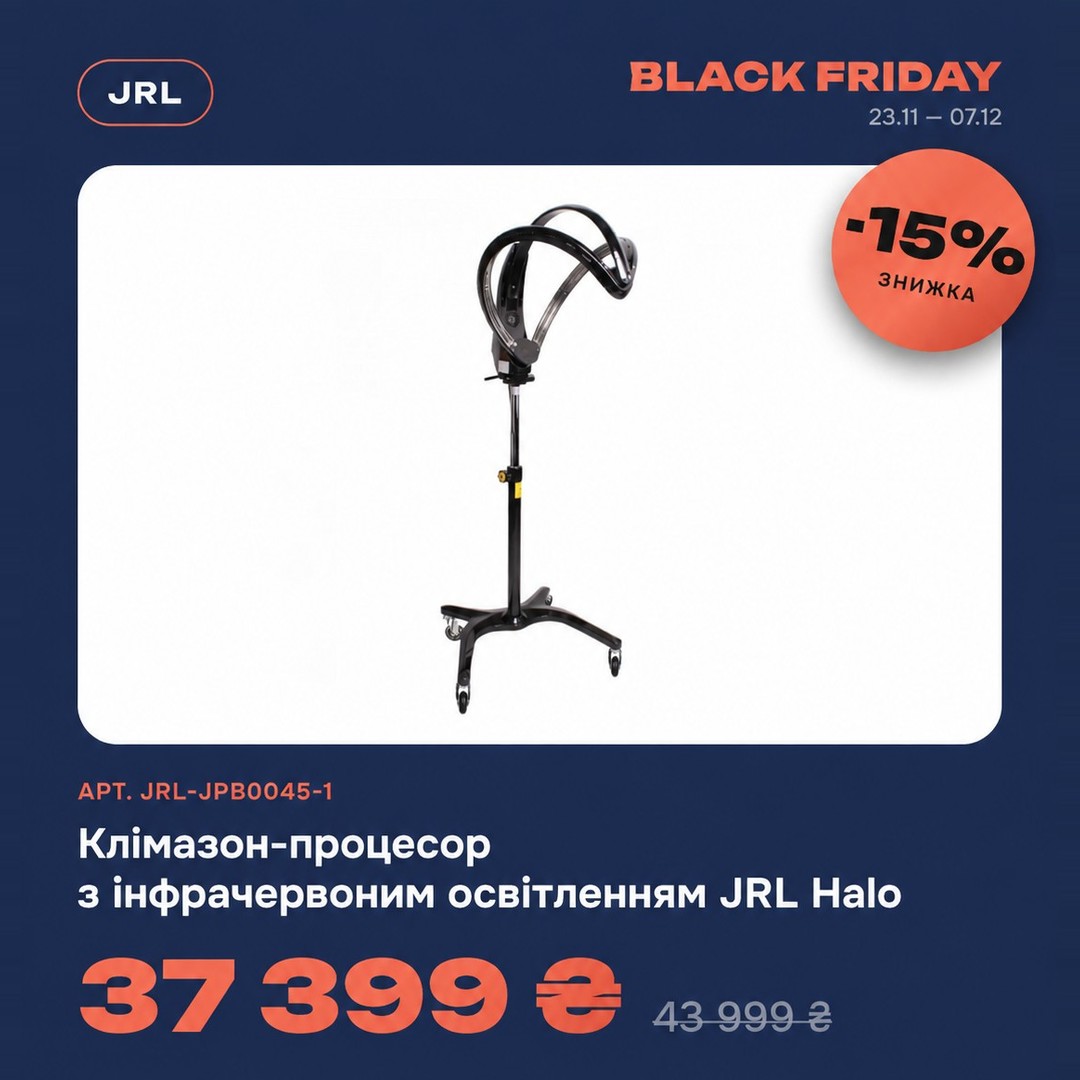 JRL
BLACK FRIDAY
23.11 — 07.12
-15%
ЗНИЖКА
АРТ. JRL-JPB0045-1
Клімазон-процесор
з інфрачервоним освітленням JRL Halo
37 399 ₴ 43 999 ₴